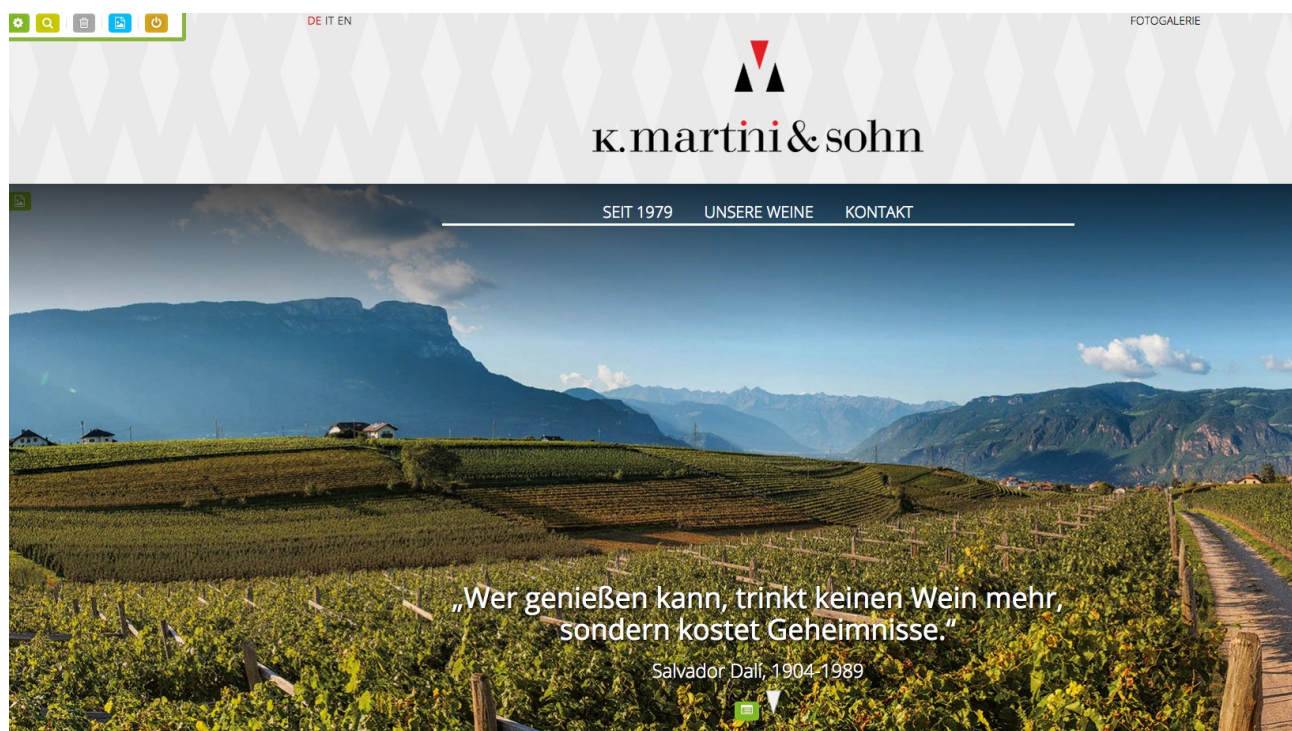 DE IT EN
FOTOGALERIE
K. martini & sohn
SEIT 1979 UNSERE WEINE KONTAKT
„Wer genießen kann, trinkt keinen Wein mehr,
sondern kostet Geheimnisse.“
Salvador Dalí, 1904-1989